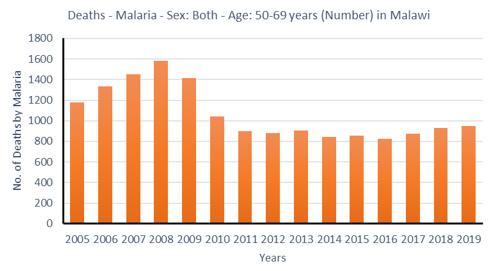 Deaths - Malaria - Sex: Both - Age: 50-69 years (Number) in Malawi
No. of Deaths by Malaria
1800
1600
1400
1200
1000
800
600
400
200
0
2005 2006 2007 2008 2009 2010 2011 2012 2013 2014 2015 2016 2017 2018 2019
Years